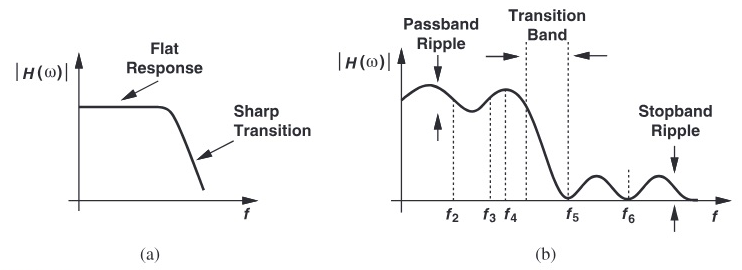 Flat
Response
|H(ω)|
Sharp
Transition
f
(a)
Passband
Ripple
Transition
Band
|H(ω)|
Stopband
Ripple
f2 f3 f4 f5 f6 f
(b)